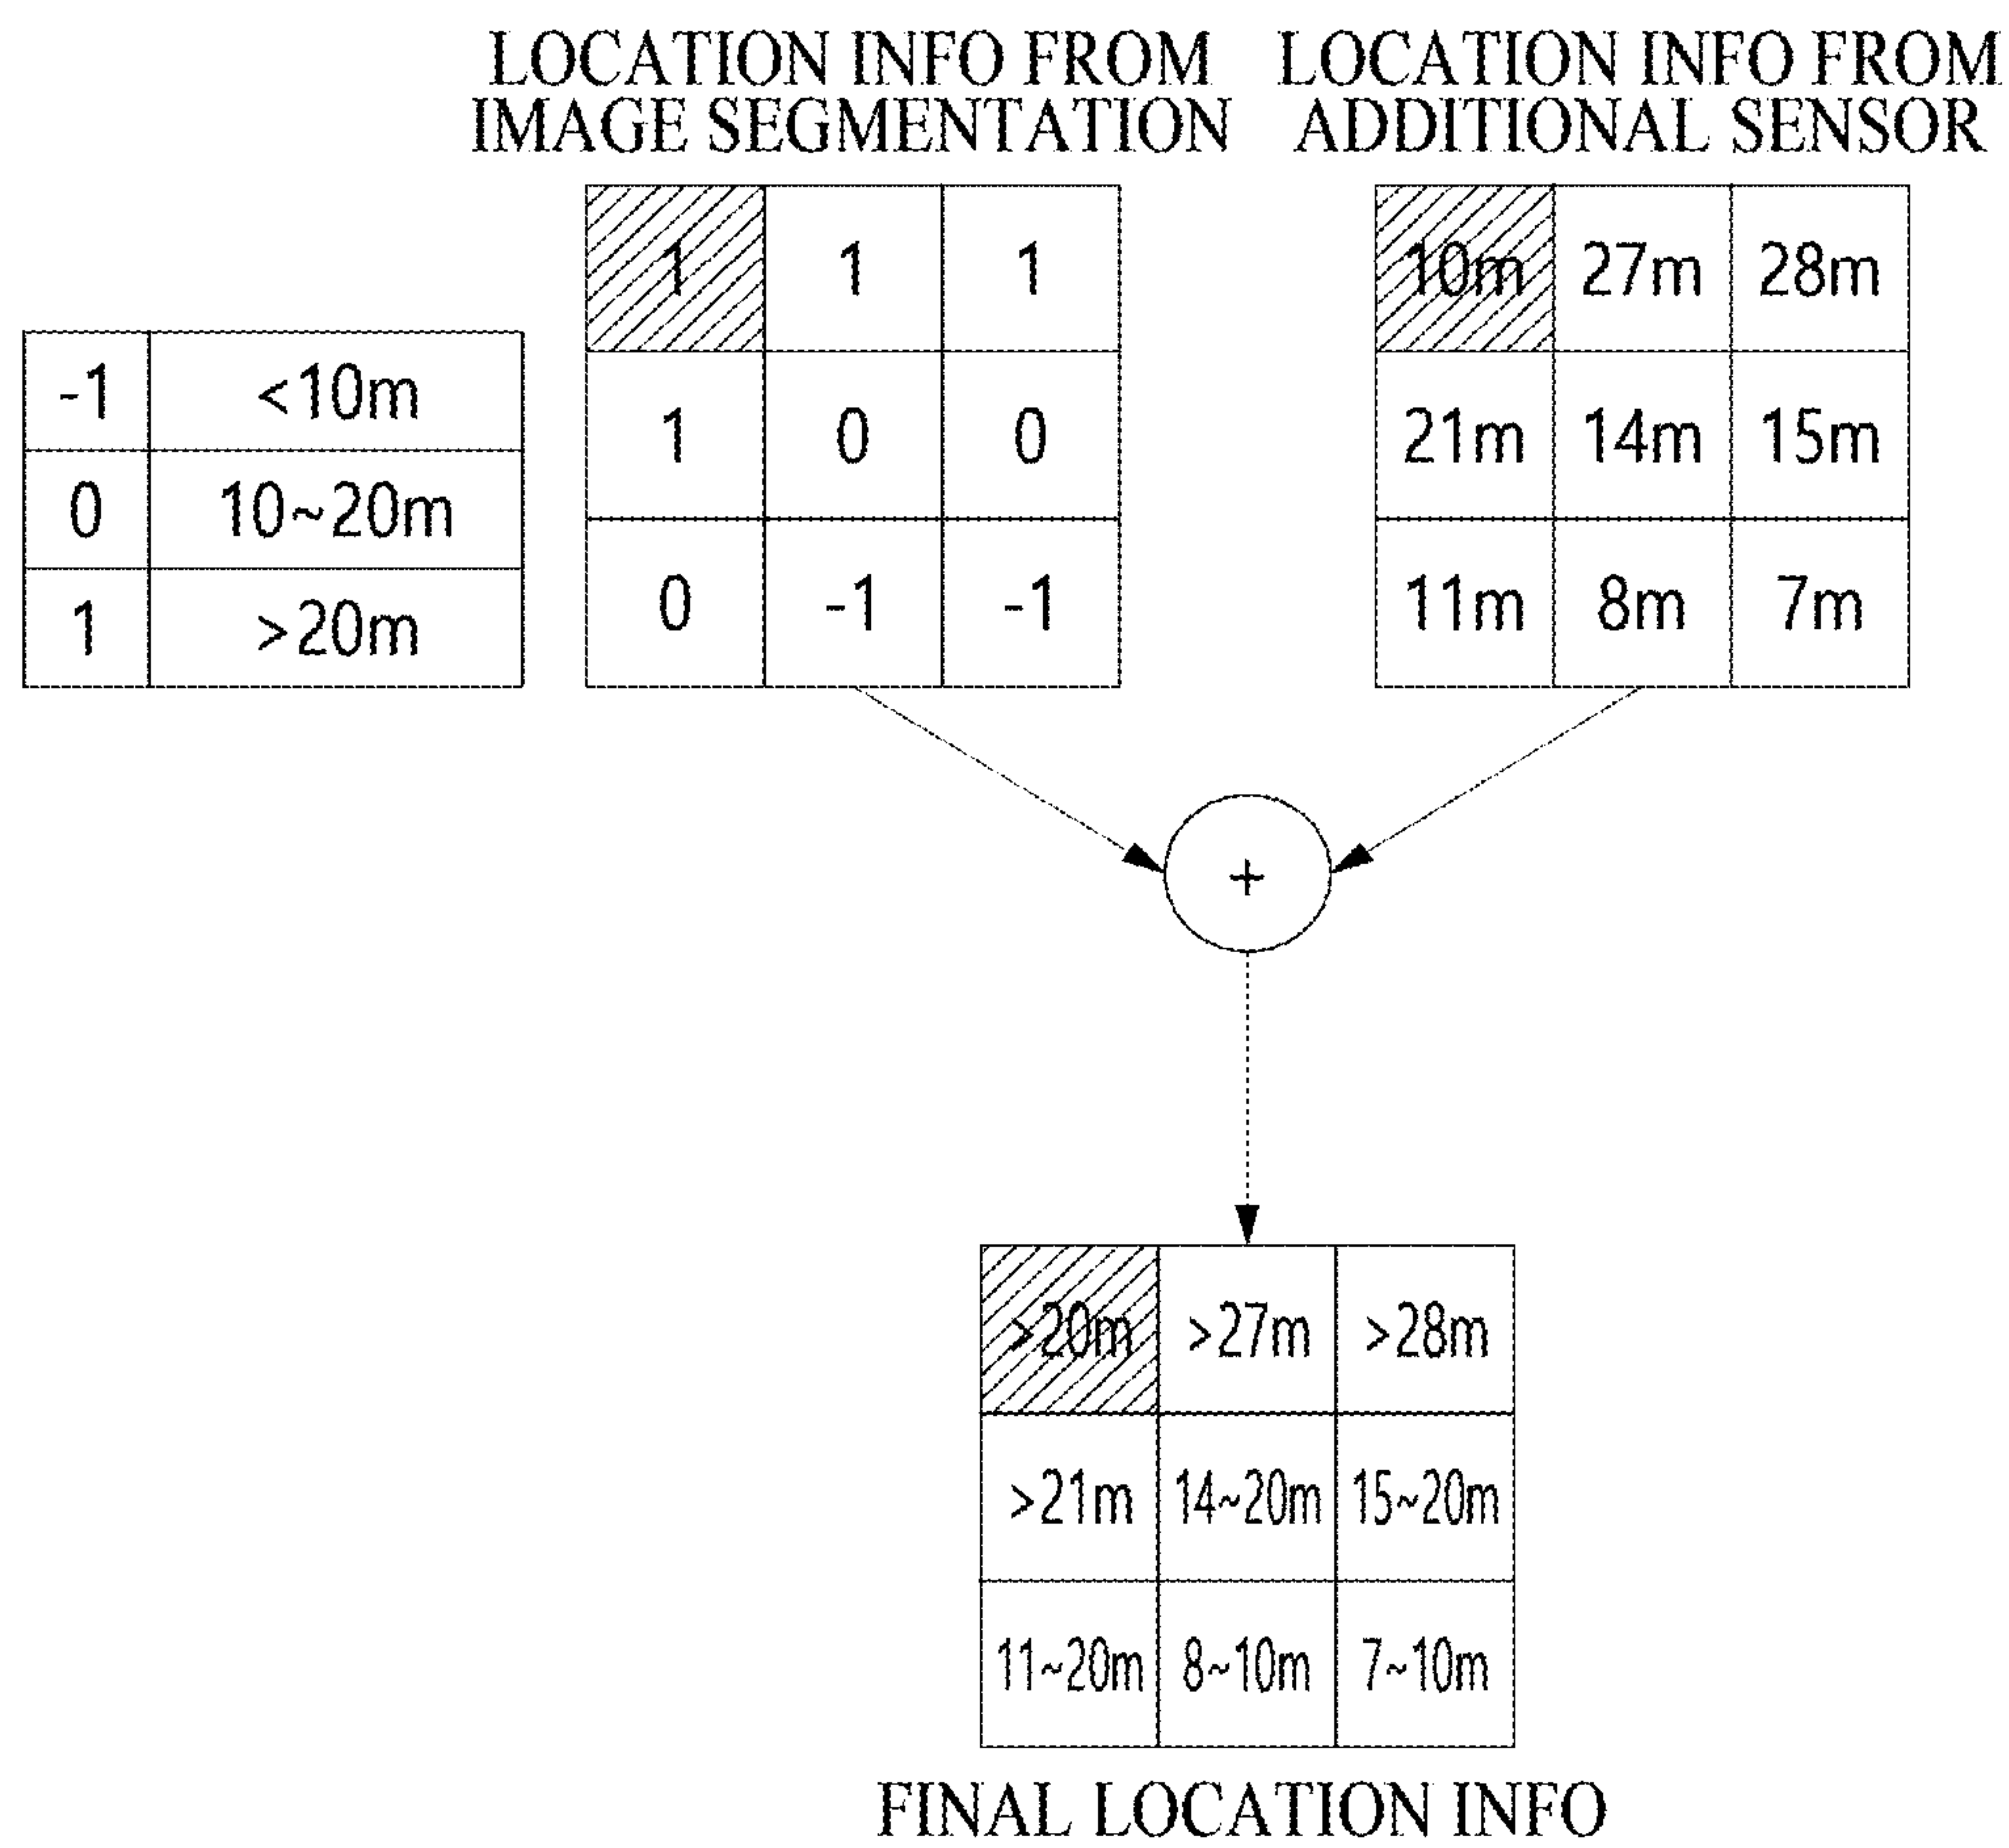 LOCATION INFO FROM
IMAGE SEGMENTATION
LOCATION INFO FROM
ADDITIONAL SENSOR
-1 <10m
0 10~20m
1 >20m
1 1 1
1 0 0
0 -1 -1
10m 27m 28m
21m 14m 15m
11m 8m 7m
+
>20m >27m >28m
>21m 14~20m 15~20m
11~20m 8~10m 7~10m
FINAL LOCATION INFO